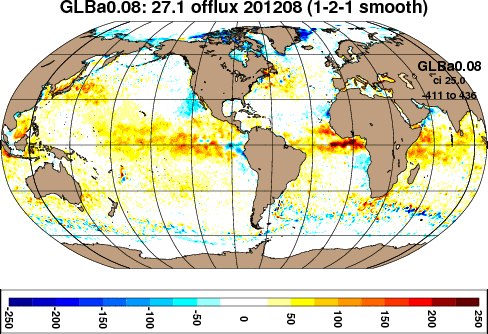 GLBa0.08: 27.1 offlux 201208 (1-2-1 smooth)
GLBa0.08
ci 25.0
-411 to 436
-250 -200 -150 -100 -50 0 50 100 150 200 250